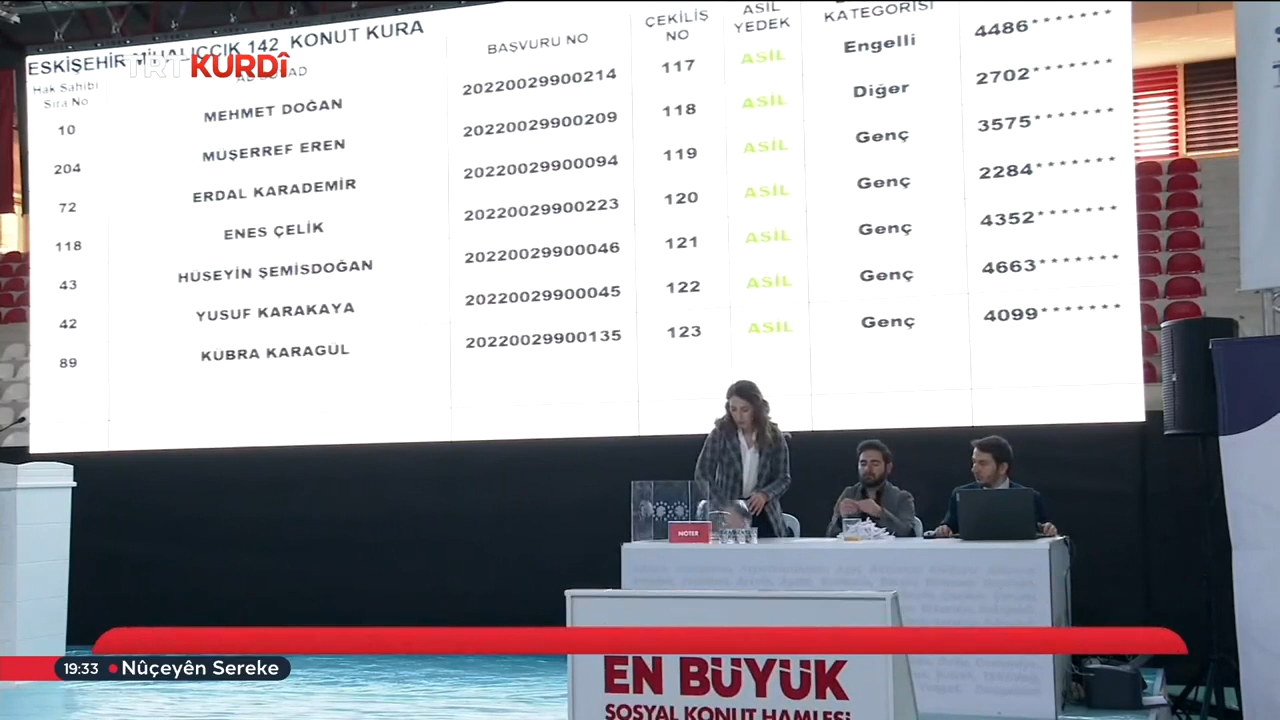 ESKİŞEHİR MİHALIÇCIK 142 KONUT KURA
TRT KURDÎ
Hak Sahibi Sıra No
BAŞVURU NO
ÇEKİLİŞ NO
ASİL YEDEK
KATEGORİSİ
10 MEHMET DOĞAN 20220029900214 117 ASİL Engelli 4486*******
204 MÜŞERREF EREN 20220029900209 118 ASİL Diğer 2702*******
72 ERDAL KARADEMİR 20220029900094 119 ASİL Genç 3575*******
118 ENES ÇELİK 20220029900223 120 ASİL Genç 2284*******
43 HÜSEYİN ŞEMİSDOĞAN 20220029900046 121 ASİL Genç 4352*******
42 YUSUF KARAKAYA 20220029900045 122 ASİL Genç 4663*******
89 KÜBRA KARAGÜL 20220029900135 123 ASİL Genç 4099*******
NOTER
EN BÜYÜK
SOSYAL KONUT HAMLESİ
19:33 Nûçeyên Sereke